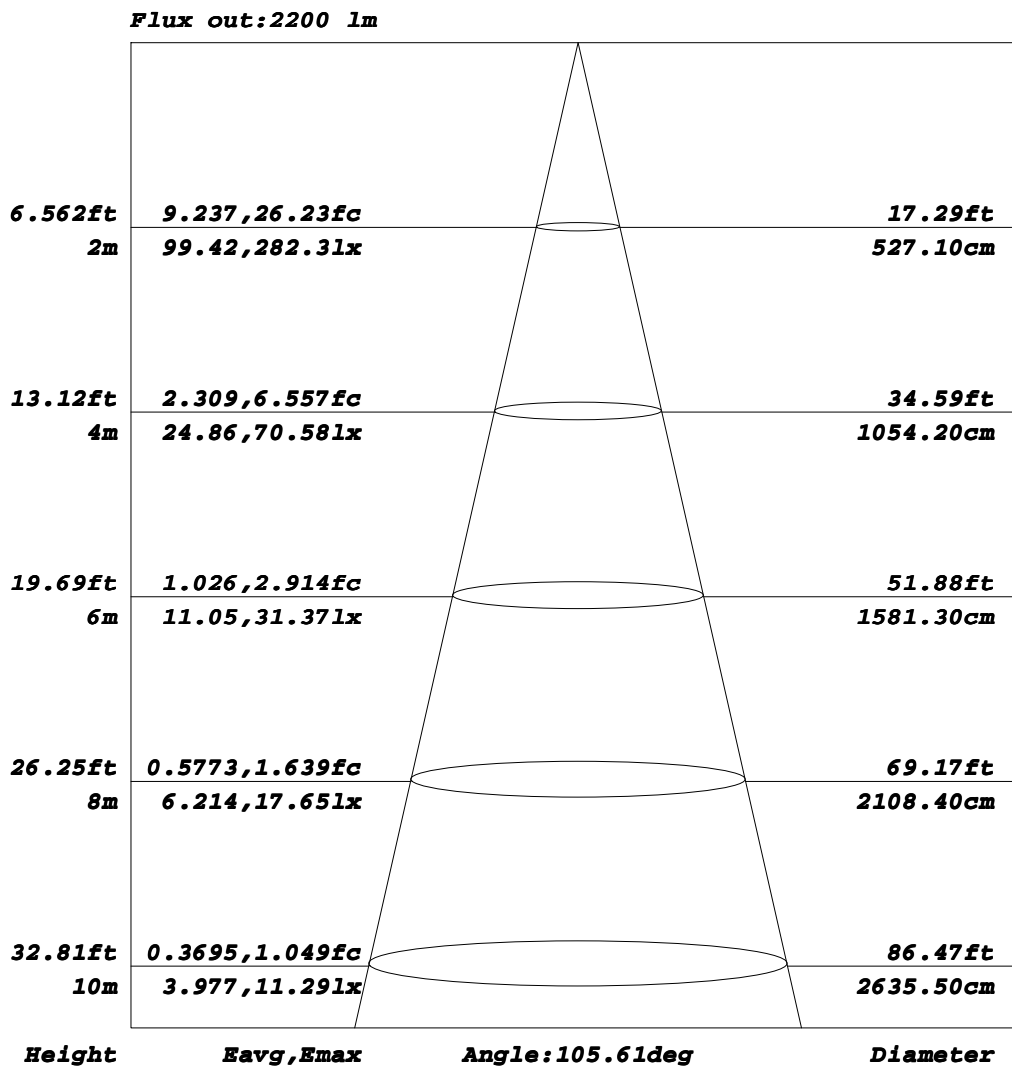 Flux out:2200 lm
6.562ft 9.237,26.23fc 17.29ft
2m 99.42,282.3lx 527.10cm
13.12ft 2.309,6.557fc 34.59ft
4m 24.86,70.58lx 1054.20cm
19.69ft 1.026,2.914fc 51.88ft
6m 11.05,31.37lx 1581.30cm
26.25ft 0.5773,1.639fc 69.17ft
8m 6.214,17.65lx 2108.40cm
32.81ft 0.3695,1.049fc 86.47ft
10m 3.977,11.29lx 2635.50cm
Height Eavg,Emax Angle:105.61deg Diameter